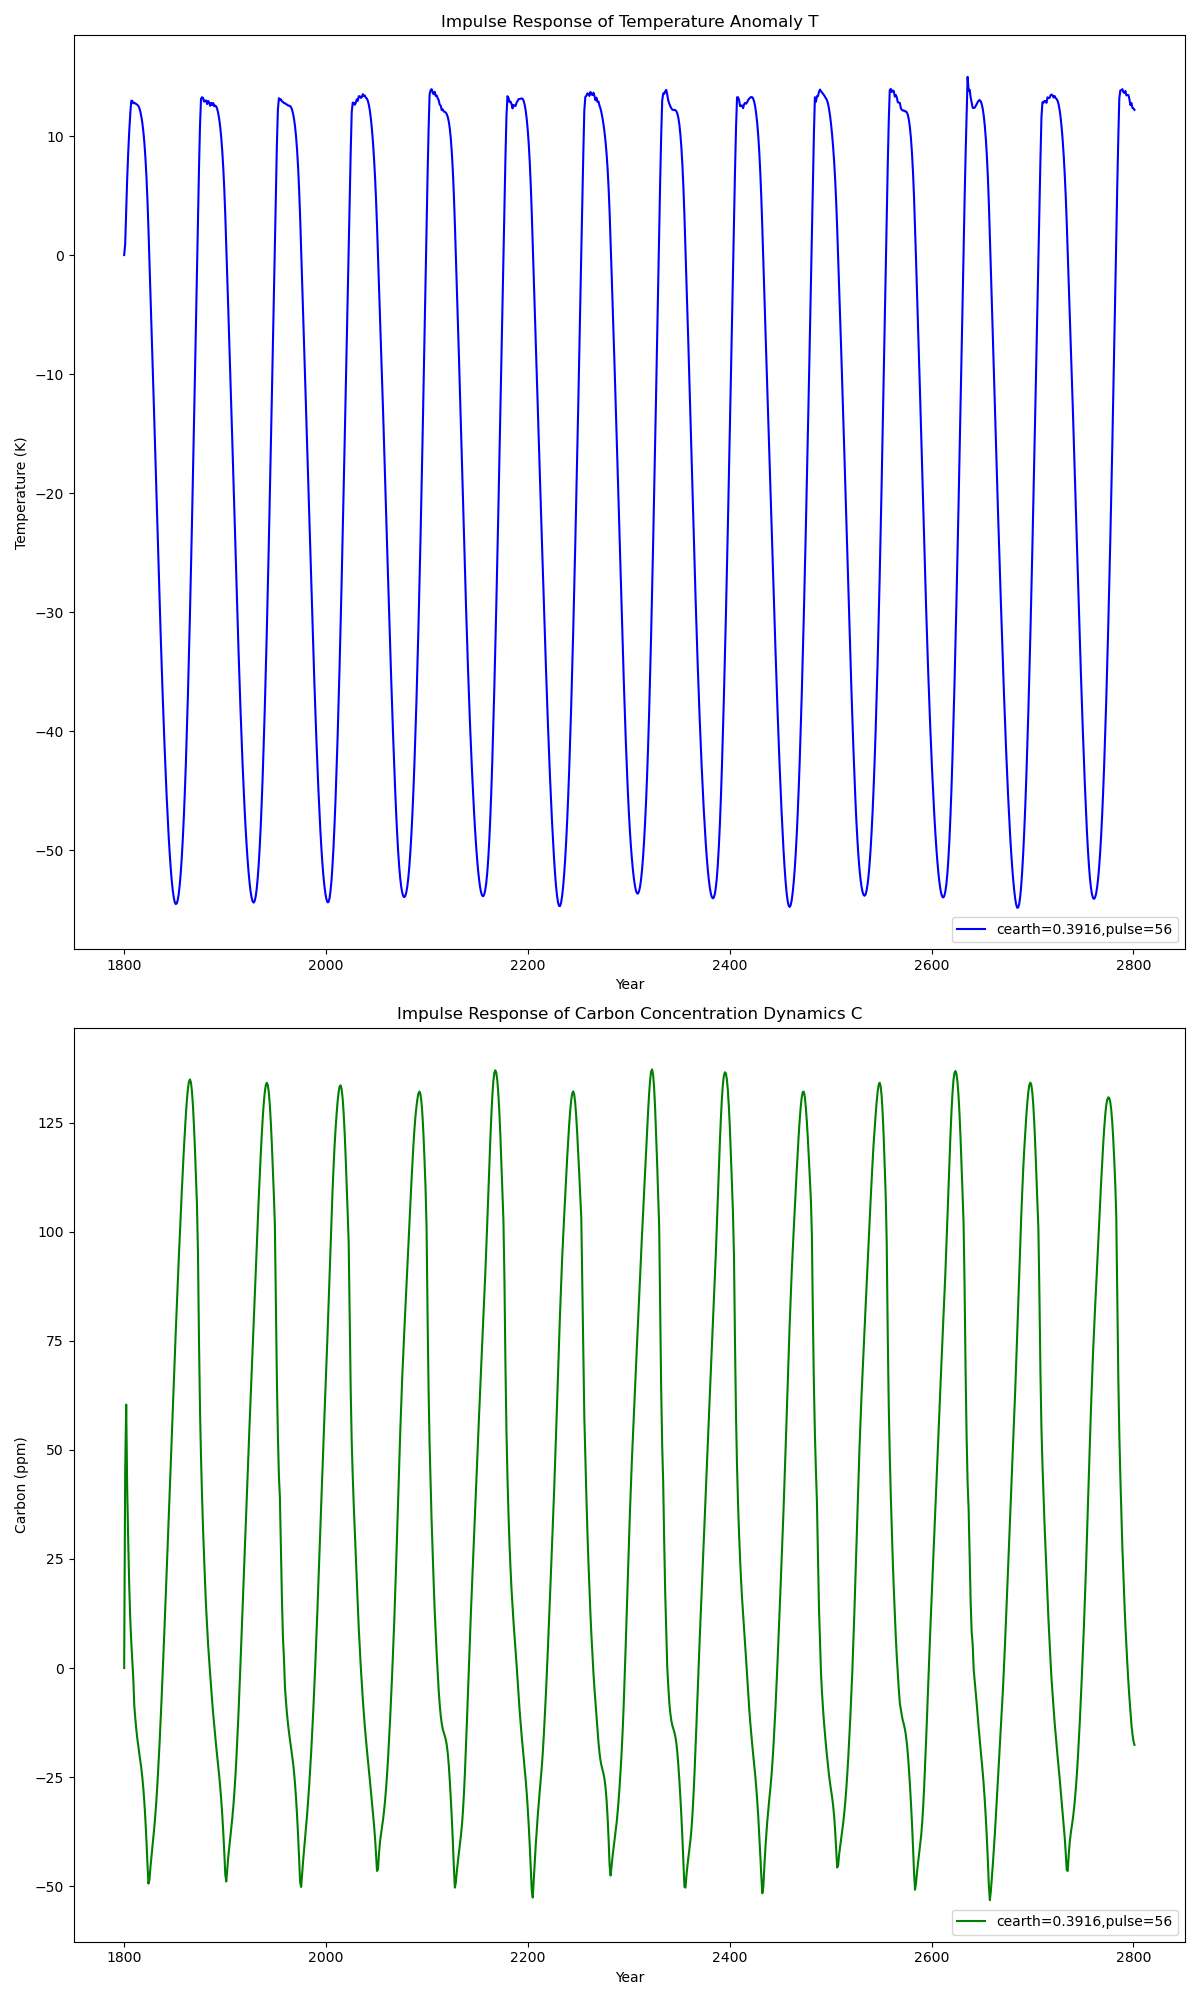 Impulse Response of Temperature Anomaly T
Temperature (K)
10
0
−10
−20
−30
−40
−50
cearth=0.3916,pulse=56
1800 2000 2200 2400 2600 2800
Year
Impulse Response of Carbon Concentration Dynamics C
Carbon (ppm)
125
100
75
50
25
0
−25
−50
cearth=0.3916,pulse=56
1800 2000 2200 2400 2600 2800
Year